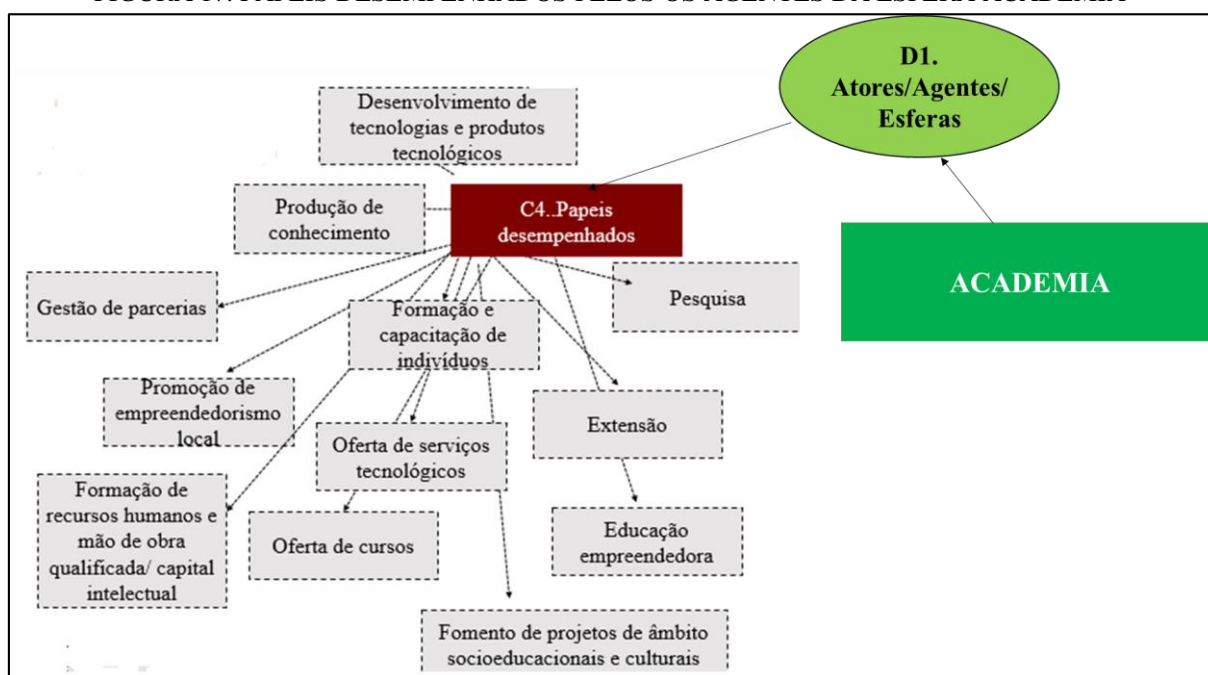 D1.
Atores/Agentes/
Esferas
Desenvolvimento de
tecnologias e produtos
tecnológicos
Produção de
conhecimento
C4..Papeis
desempenhados
ACADEMIA
Gestão de parcerias
Formação e
capacitação de
indivíduos
Pesquisa
Promoção de
empreendedorismo
local
Oferta de serviços
tecnológicos
Extensão
Formação de
recursos humanos e
mão de obra
qualificada/ capital
intelectual
Oferta de cursos
Educação
empreendedora
Fomento de projetos de âmbito
socioeducacionais e culturais